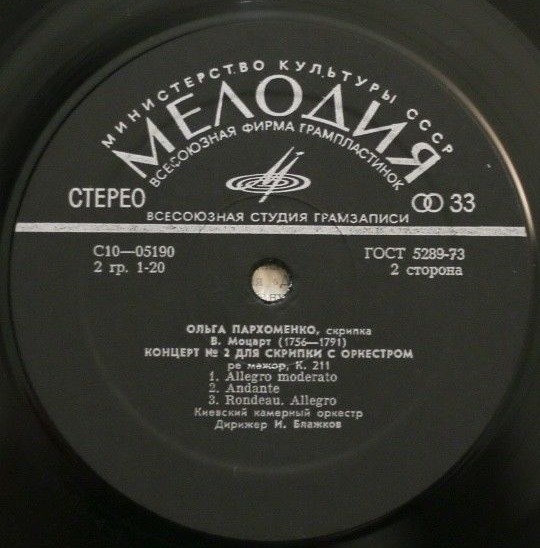 МИНИСТЕРСТВО КУЛЬТУРЫ СССР
МЕЛОДИЯ
ВСЕСОЮЗНАЯ ФИРМА ГРАМПЛАСТИНОК
СТЕРЕО
33
ВСЕСОЮЗНАЯ СТУДИЯ ГРАМЗАПИСИ
С10—05190
ГОСТ 5289-73
2 гр. 1-20
2 сторона
ОЛЬГА ПАРХОМЕНКО, скрипка
В. Моцарт (1756—1791)
КОНЦЕРТ № 2 ДЛЯ СКРИПКИ С ОРКЕСТРОМ
ре мажор, К. 211
1. Allegro moderato
2. Andante
3. Rondeau. Allegro
Киевский камерный оркестр
Дирижер И. Блажков